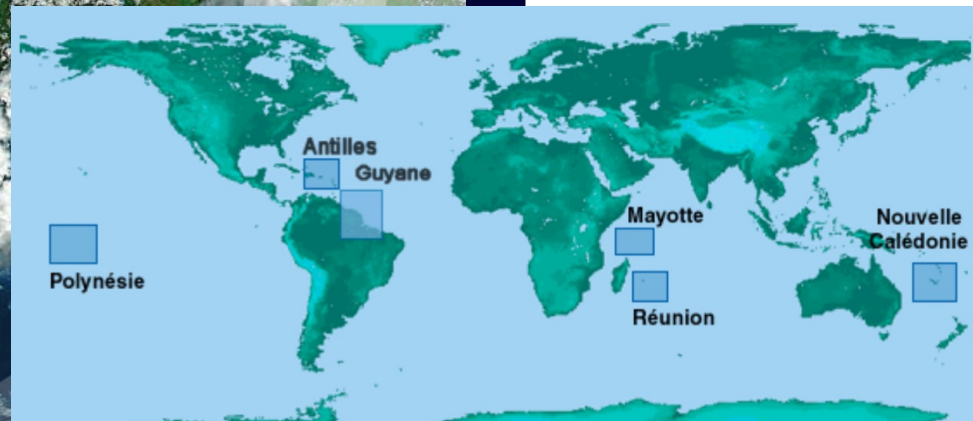 Antilles
Guyane
Mayotte
Nouvelle
Calédonie
Polynésie
Réunion